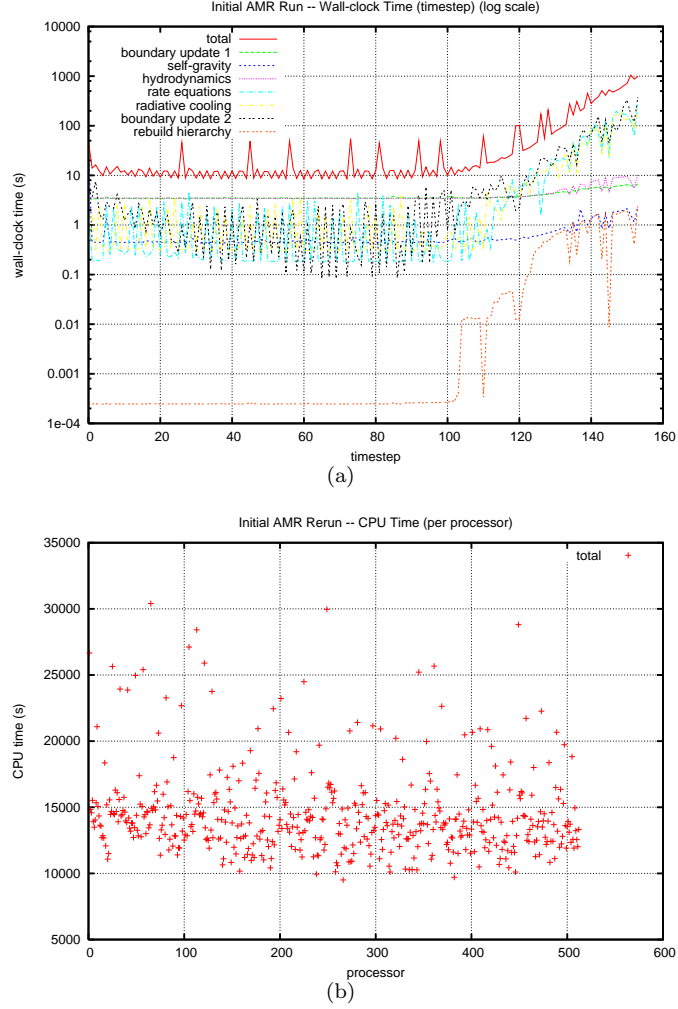 Initial AMR Run -- Wall-clock Time (timestep) (log scale)
10000
1000
100
10
1
0.1
0.01
0.001
1e-04
wall-clock time (s)
total
boundary update 1
self-gravity
hydrodynamics
rate equations
radiative cooling
boundary update 2
rebuild hierarchy
0 20 40 60 80 100 120 140 160
timestep
(a)
Initial AMR Rerun -- CPU Time (per processor)
35000
30000
25000
20000
15000
10000
5000
CPU time (s)
total
0 100 200 300 400 500 600
processor
(b)